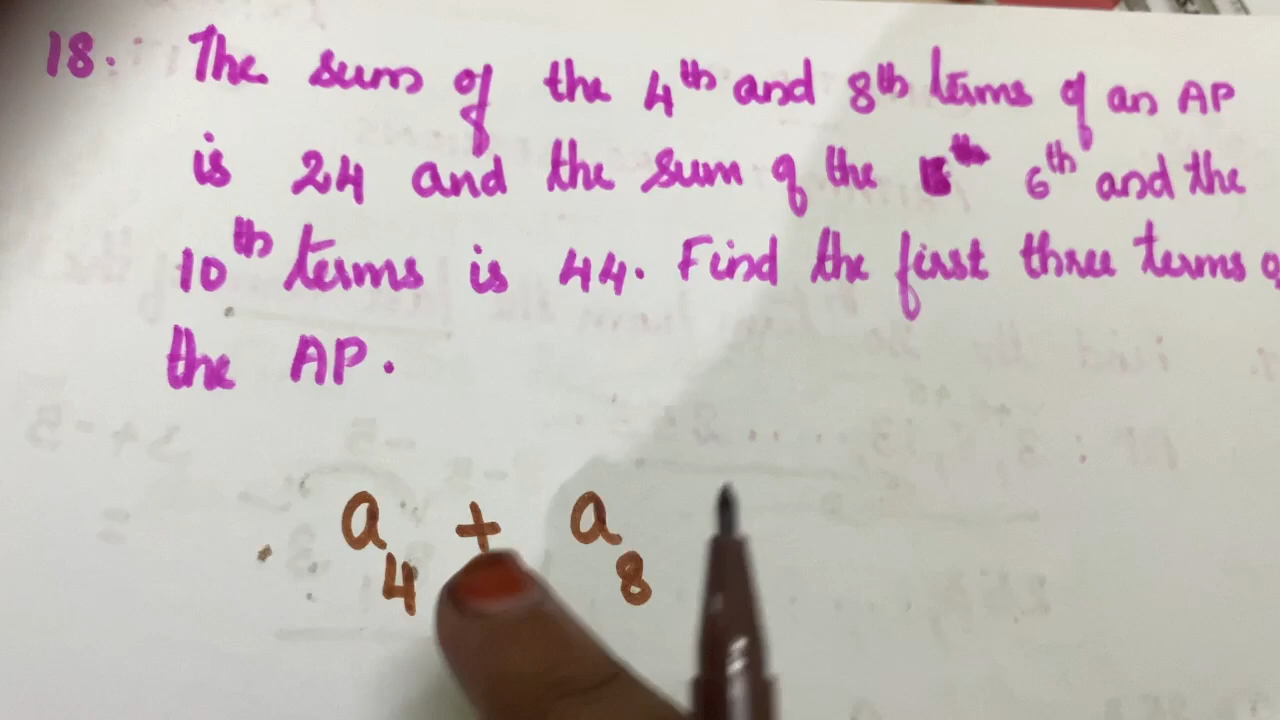 18. The sum of the 4th and 8th terms of an AP
is 24 and the sum of the 6th and the
10th terms is 44. Find the first three terms o
the AP.
a4 + a8